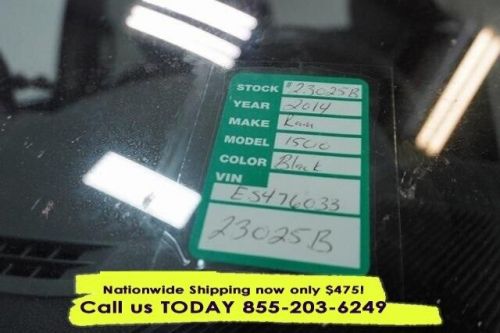 STOCK #23025B
YEAR 2014
MAKE Ram
MODEL 1500
COLOR Black
VIN
ES476033
23025B
Nationwide Shipping now only $475!
Call us TODAY 855-203-6249